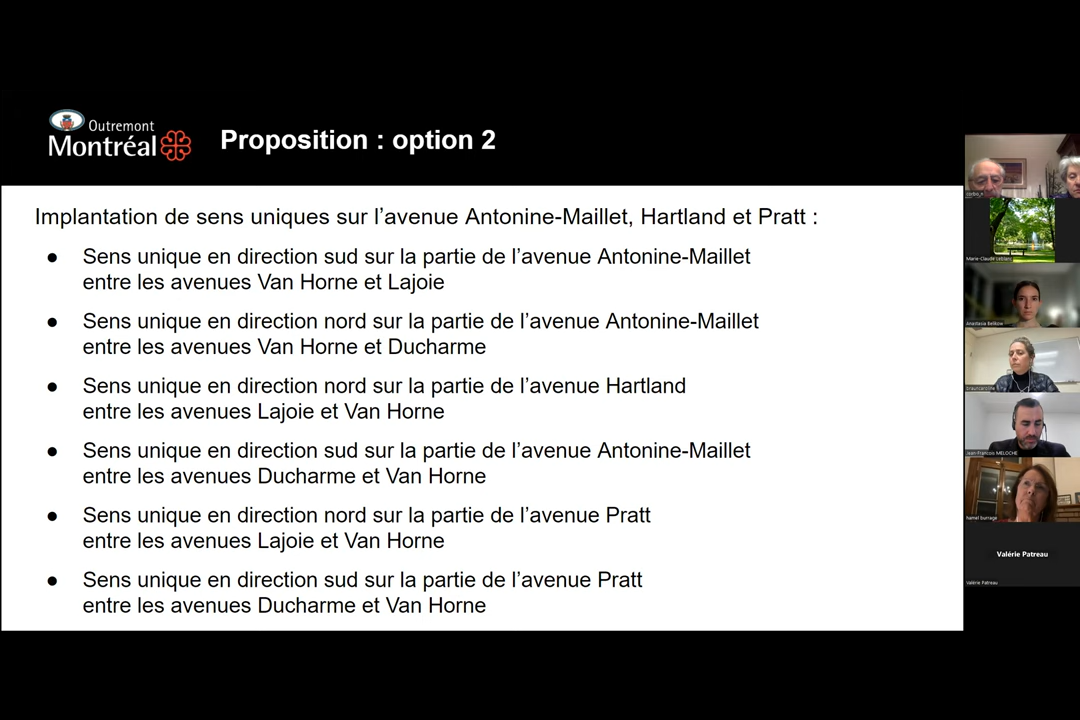 Outremont
Montréal
Proposition : option 2
Implantation de sens uniques sur l’avenue Antonine-Maillet, Hartland et Pratt :
● Sens unique en direction sud sur la partie de l’avenue Antonine-Maillet
entre les avenues Van Horne et Lajoie
● Sens unique en direction nord sur la partie de l’avenue Antonine-Maillet
entre les avenues Van Horne et Ducharme
● Sens unique en direction nord sur la partie de l’avenue Hartland
entre les avenues Lajoie et Van Horne
● Sens unique en direction sud sur la partie de l’avenue Antonine-Maillet
entre les avenues Ducharme et Van Horne
● Sens unique en direction nord sur la partie de l’avenue Pratt
entre les avenues Lajoie et Van Horne
● Sens unique en direction sud sur la partie de l’avenue Pratt
entre les avenues Ducharme et Van Horne
Marie-Claude Leblanc
Jean-François MELOCHE
hamel burrage
Valérie Patreau
Valérie Patreau